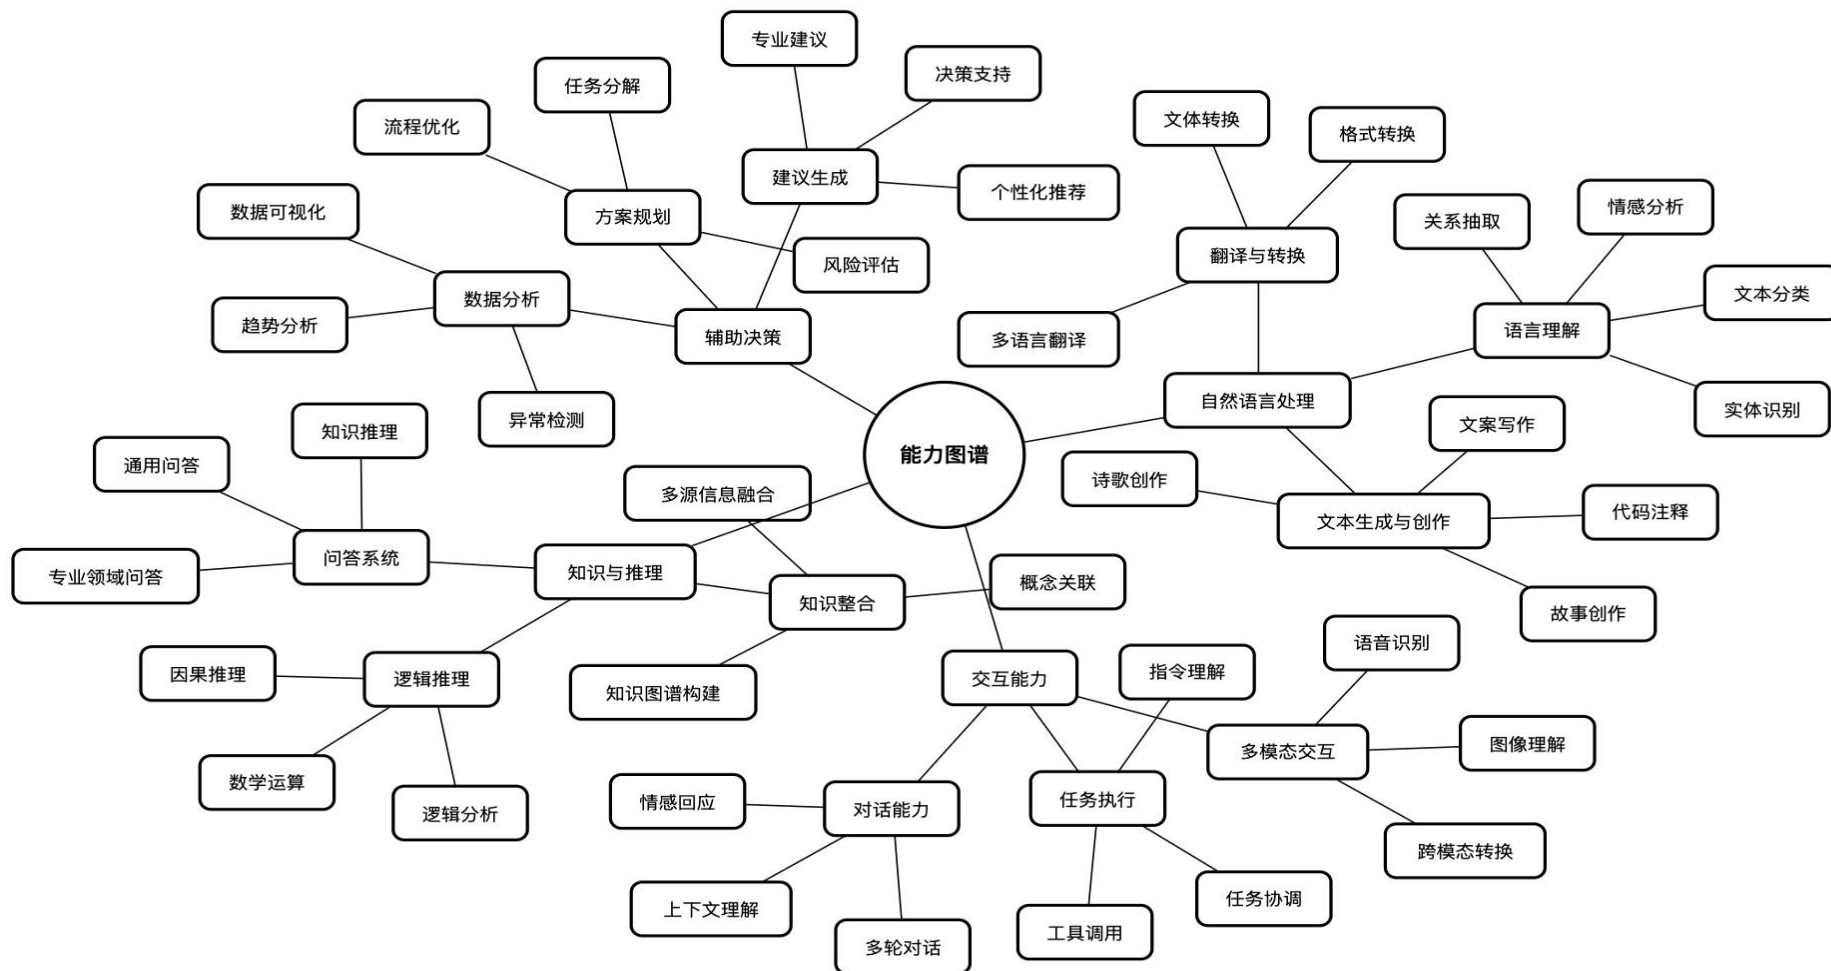 专业建议
决策支持
任务分解
流程优化
文体转换
格式转换
建议生成
个性化推荐
数据可视化
方案规划
关系抽取
情感分析
风险评估
翻译与转换
数据分析
趋势分析
文本分类
辅助决策
多语言翻译
语言理解
自然语言处理
实体识别
异常检测
知识推理
文案写作
能力图谱
通用问答
诗歌创作
多源信息融合
文本生成与创作
代码注释
问答系统
专业领域问答
知识与推理
知识整合
概念关联
故事创作
语音识别
因果推理
逻辑推理
知识图谱构建
交互能力
指令理解
多模态交互
图像理解
数学运算
逻辑分析
情感回应
对话能力
任务执行
跨模态转换
上下文理解
任务协调
多轮对话
工具调用